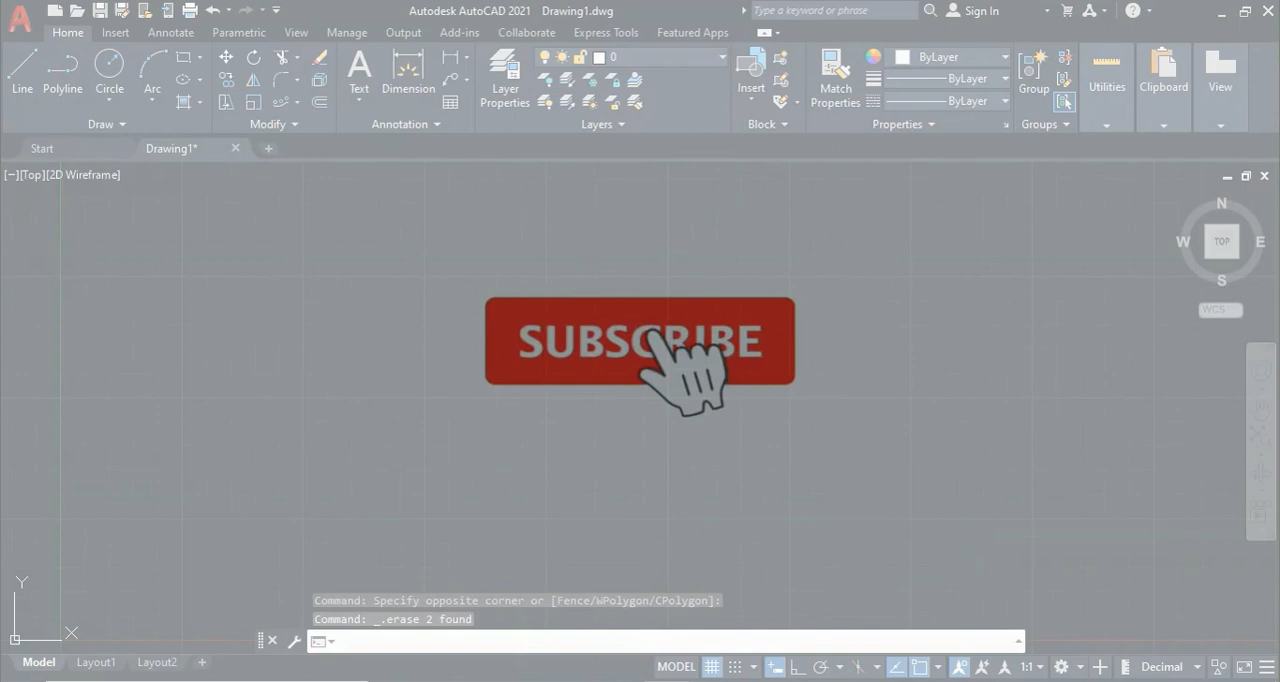 Autodesk AutoCAD 2021 Drawing1.dwg
Type a keyword or phrase
Sign In
Home Insert Annotate Parametric View Manage Output Add-ins Collaborate Express Tools Featured Apps
Line Polyline Circle Arc
Text Dimension
Layer Properties
0
Insert
Match Properties
ByLayer
ByLayer
ByLayer
Group
Utilities
Clipboard
View
Draw Modify Annotation Layers Block Properties Groups
Start Drawing1*
[−][Top][2D Wireframe]
N
W TOP E
S
WCS
SUBSCRIBE
Y
X
Command: Specify opposite corner or [Fence/WPolygon/CPolygon]:
Command: _.erase 2 found
Model Layout1 Layout2
MODEL 1:1 Decimal